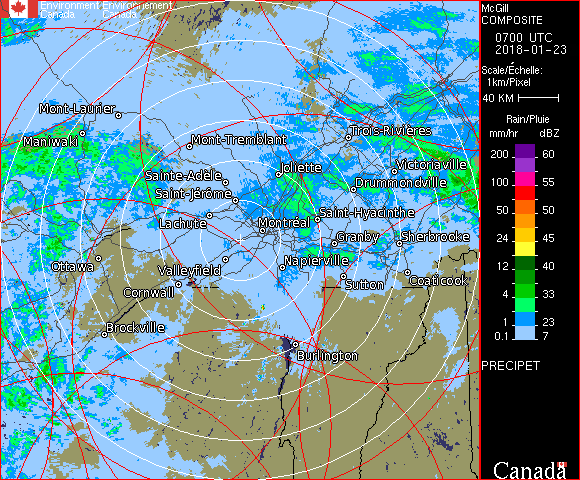 Environment Environnement
Canada Canada
McGill
COMPOSITE
0700 UTC
2018-01-23
Scale/Échelle:
1km/Pixel
40 KM
Rain/Pluie
mm/hr dBZ
200 60
100 55
50 50
24 45
12 40
4 33
1 23
0.1 7
PRECIPET
Canada
Mont-Laurier
Maniwaki
Mont-Tremblant
Trois-Rivières
Joliette
Victoriaville
Sainte-Adèle
Drummondville
Saint-Jérôme
Saint-Hyacinthe
Lachute
Montréal
Granby
Sherbrooke
Ottawa
Valleyfield
Napierville
Cornwall
Sutton
Coaticook
Brockville
Burlington